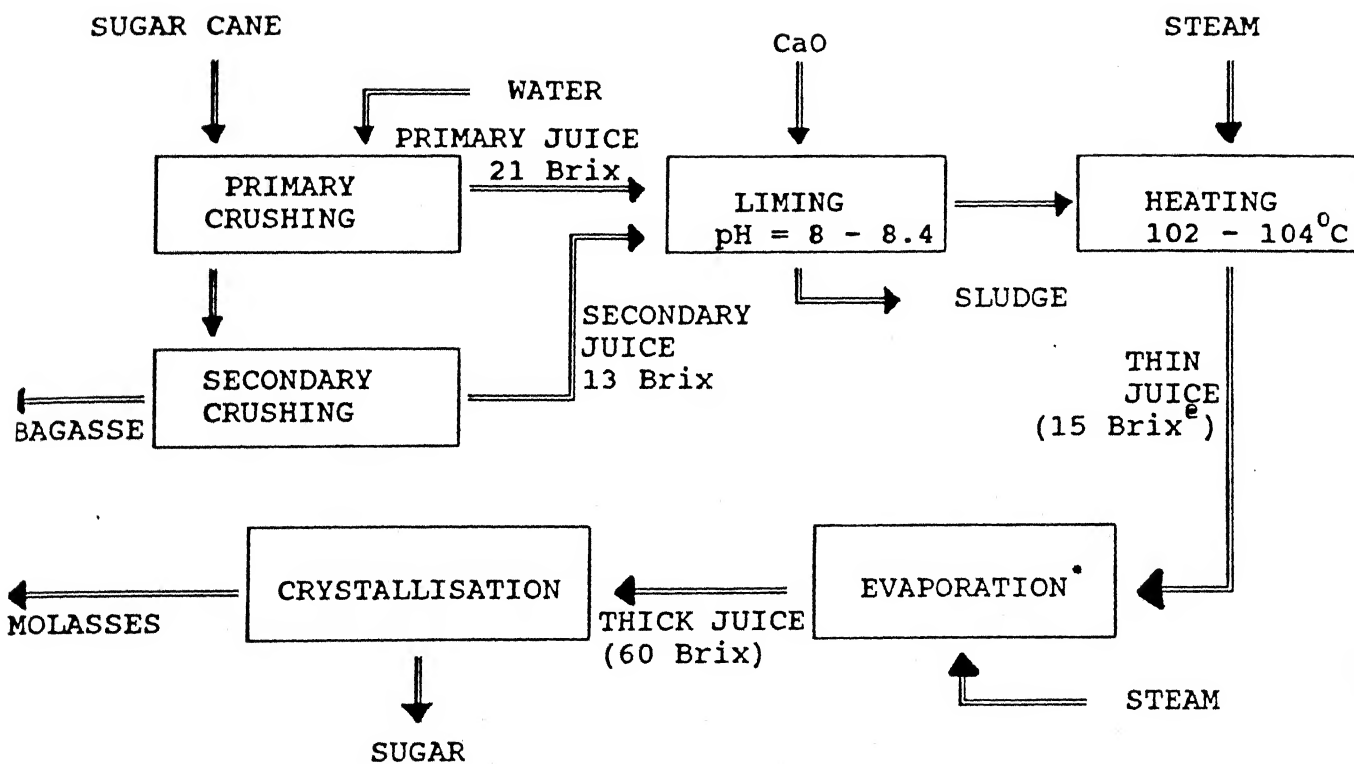 SUGAR CANE
CaO
STEAM
WATER
PRIMARY JUICE
21 Brix
PRIMARY
CRUSHING
LIMING
pH = 8 - 8.4
HEATING
102 - 104°C
SLUDGE
SECONDARY
JUICE
13 Brix
SECONDARY
CRUSHING
BAGASSE
THIN
JUICE
(15 Brix@)
CRYSTALLISATION
EVAPORATION*
MOLASSES
THICK JUICE
(60 Brix)
STEAM
SUGAR